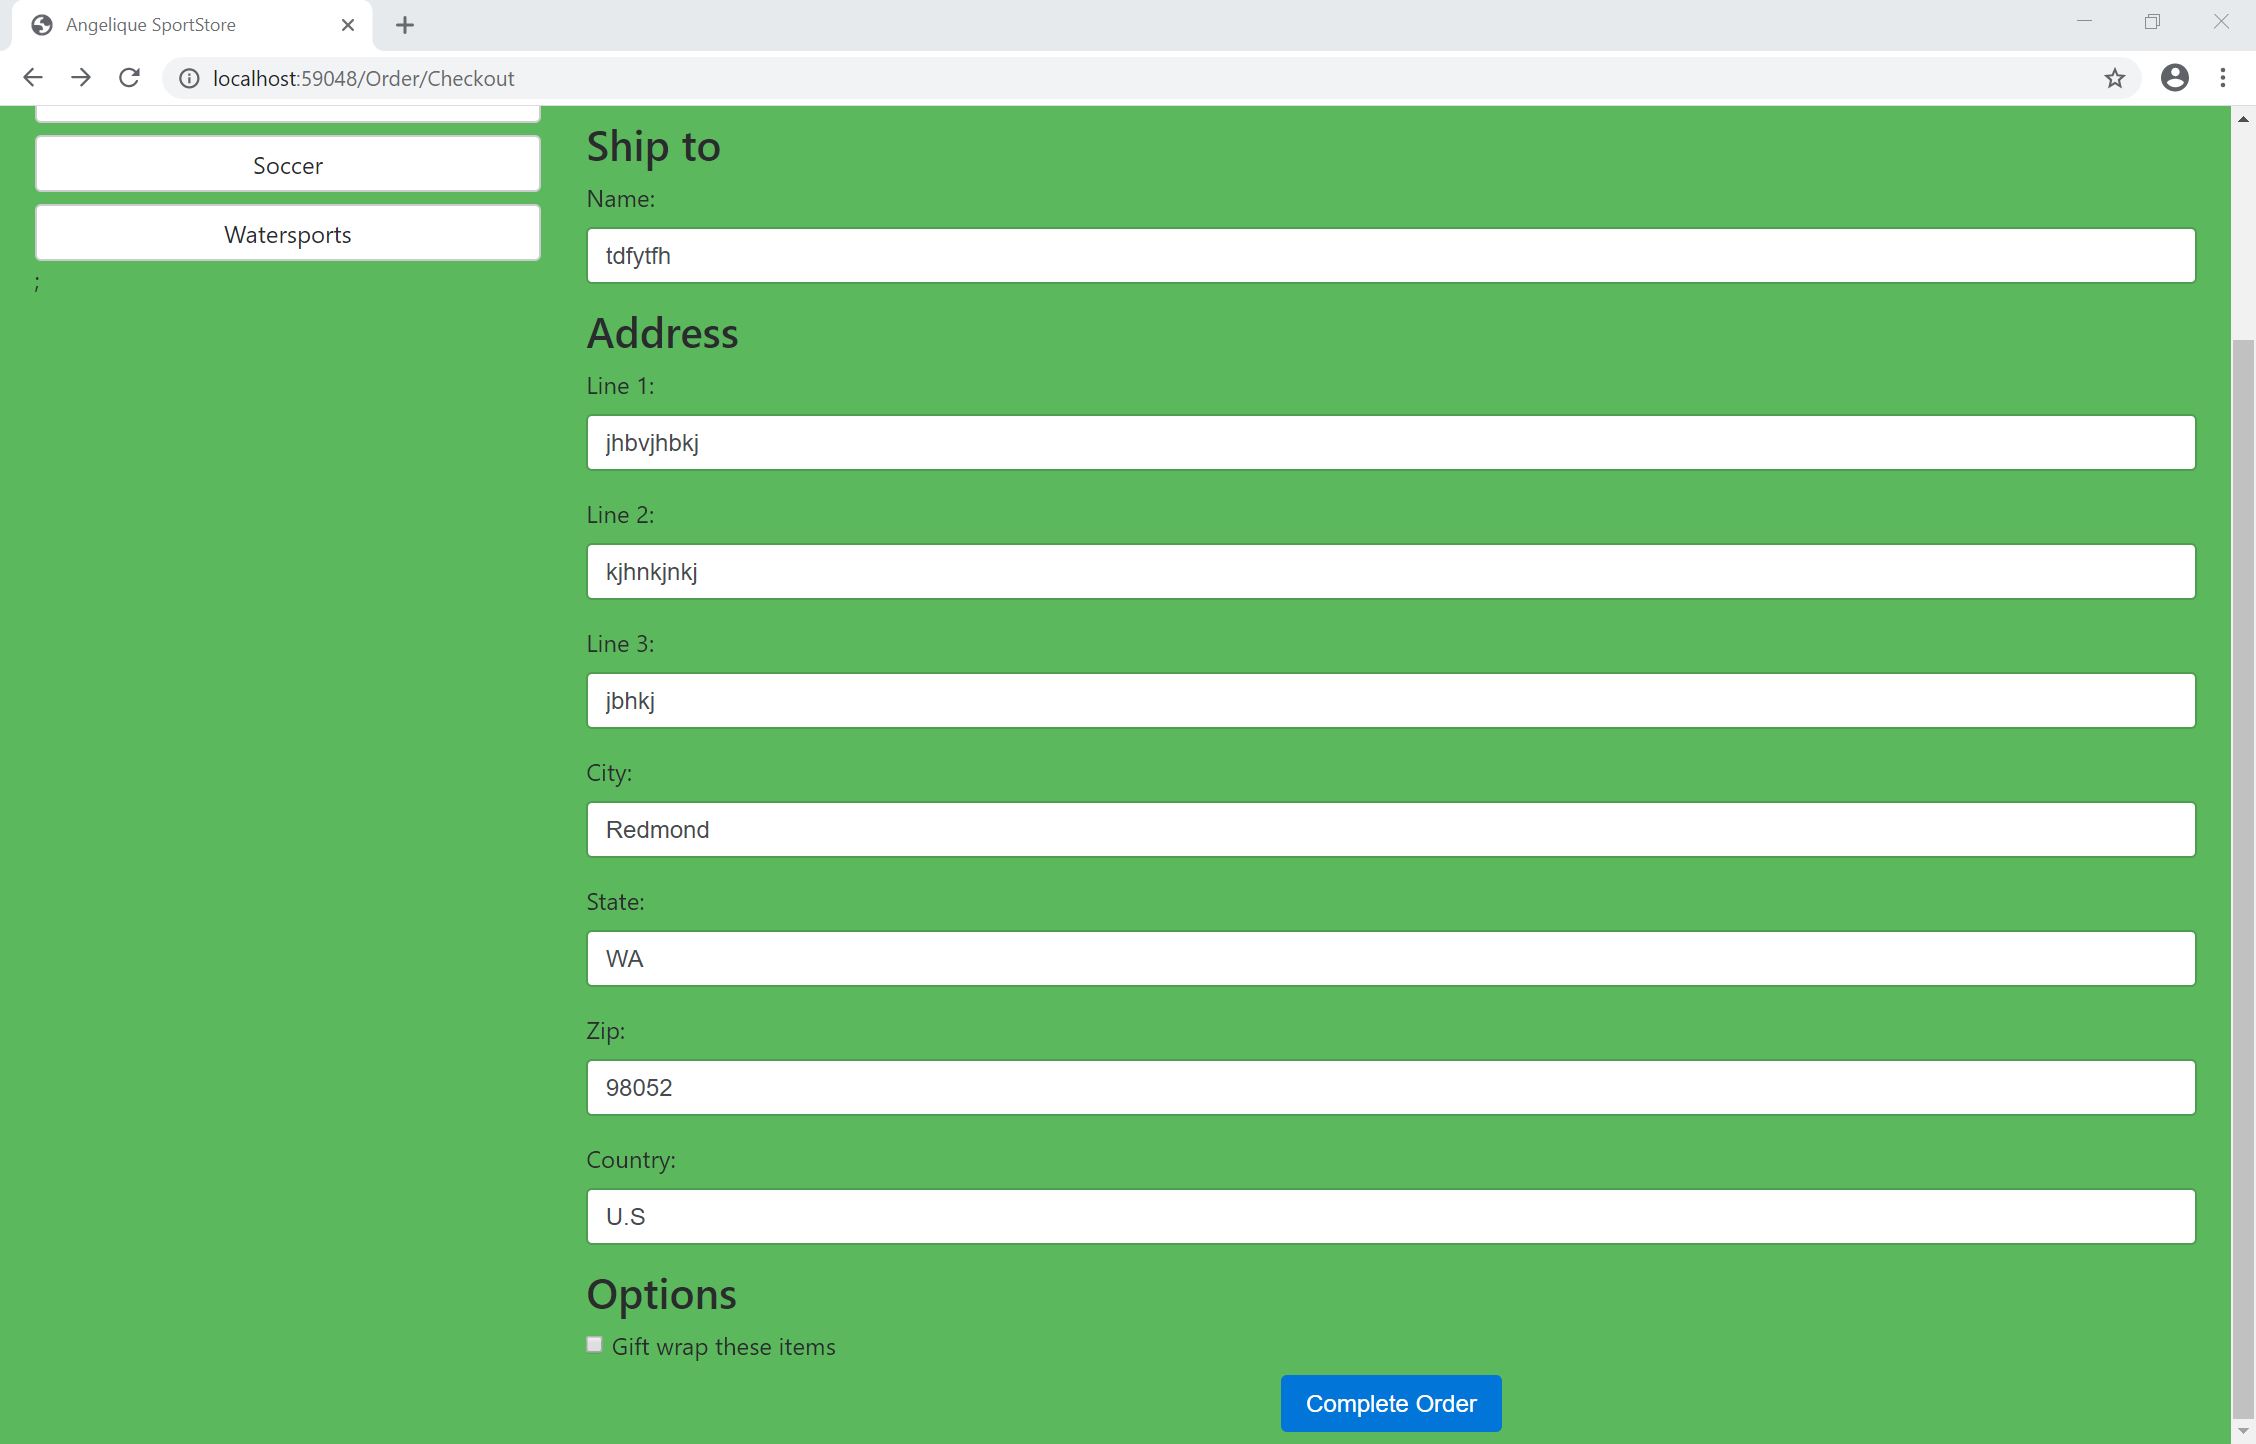 Angelique SportStore
localhost:59048/Order/Checkout
Soccer
Watersports
;
Ship to
Name:
tdfytfh
Address
Line 1:
jhbvjhbkj
Line 2:
kjhnkjnkj
Line 3:
jbhkj
City:
Redmond
State:
WA
Zip:
98052
Country:
U.S
Options
Gift wrap these items
Complete Order